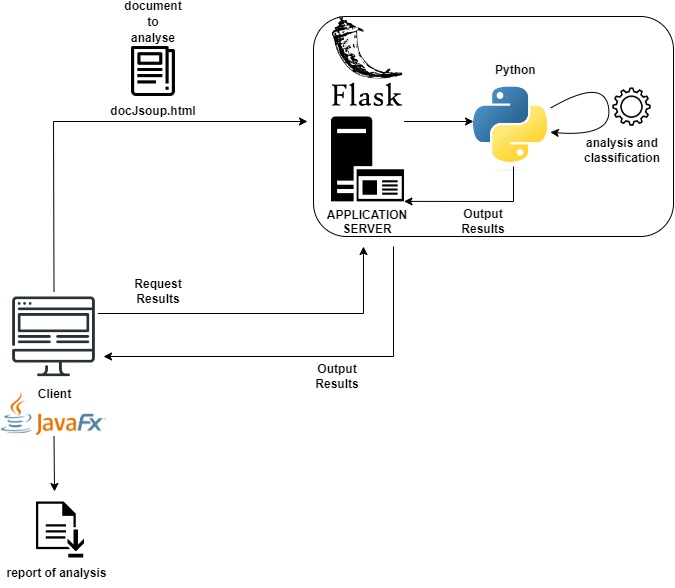 document
to
analyse
docJsoup.html
Flask
APPLICATION
SERVER
Python
analysis and
classification
Output
Results
Request
Results
Output
Results
Client
JavaFx
report of analysis